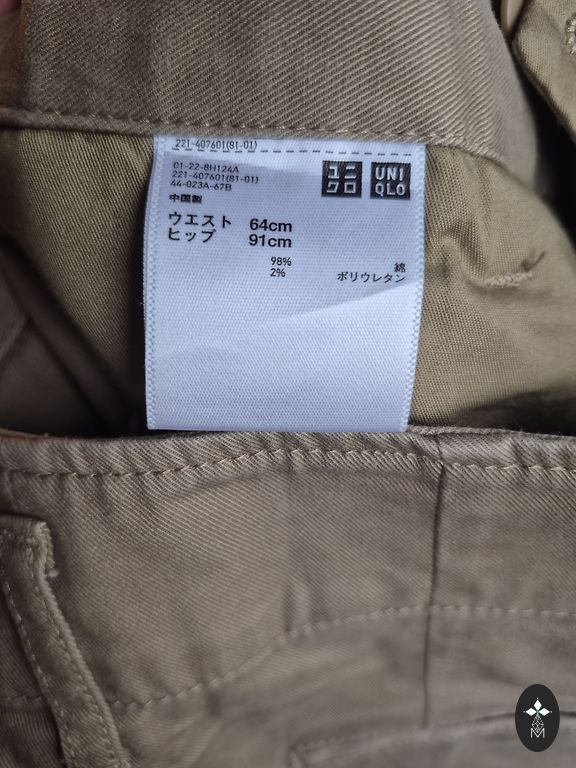 221-407601(81-01)
01-22-8H124A
221-407601(81-01)
44-023A-67B
中国製
ユニクロ
UNIQLO
ウエスト 64cm
ヒップ 91cm
98% 綿
2% ポリウレタン
M